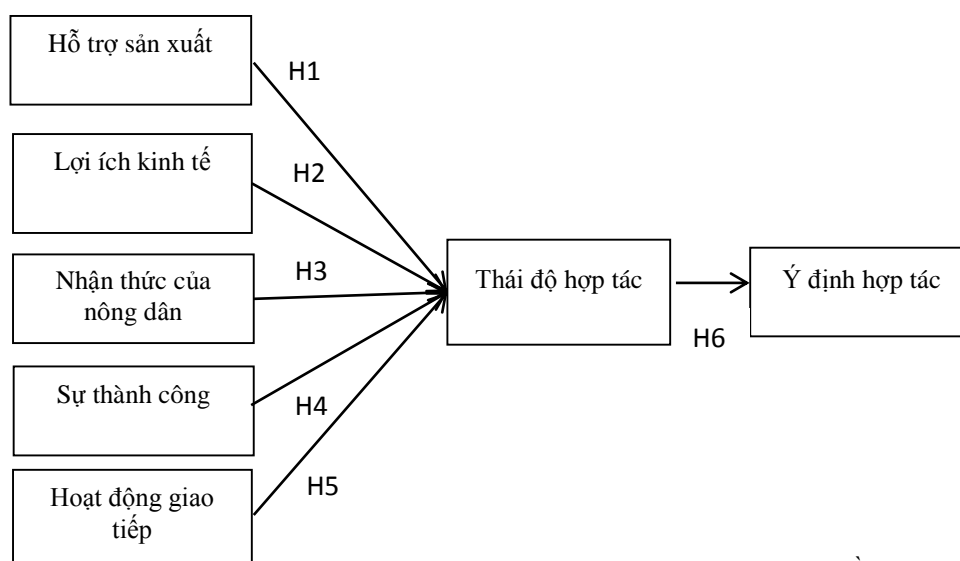 Hỗ trợ sản xuất
H1
Lợi ích kinh tế
H2
Nhận thức của
nông dân
H3
Thái độ hợp tác
Ý định hợp tác
H6
Sự thành công
H4
Hoạt động giao
tiếp
H5